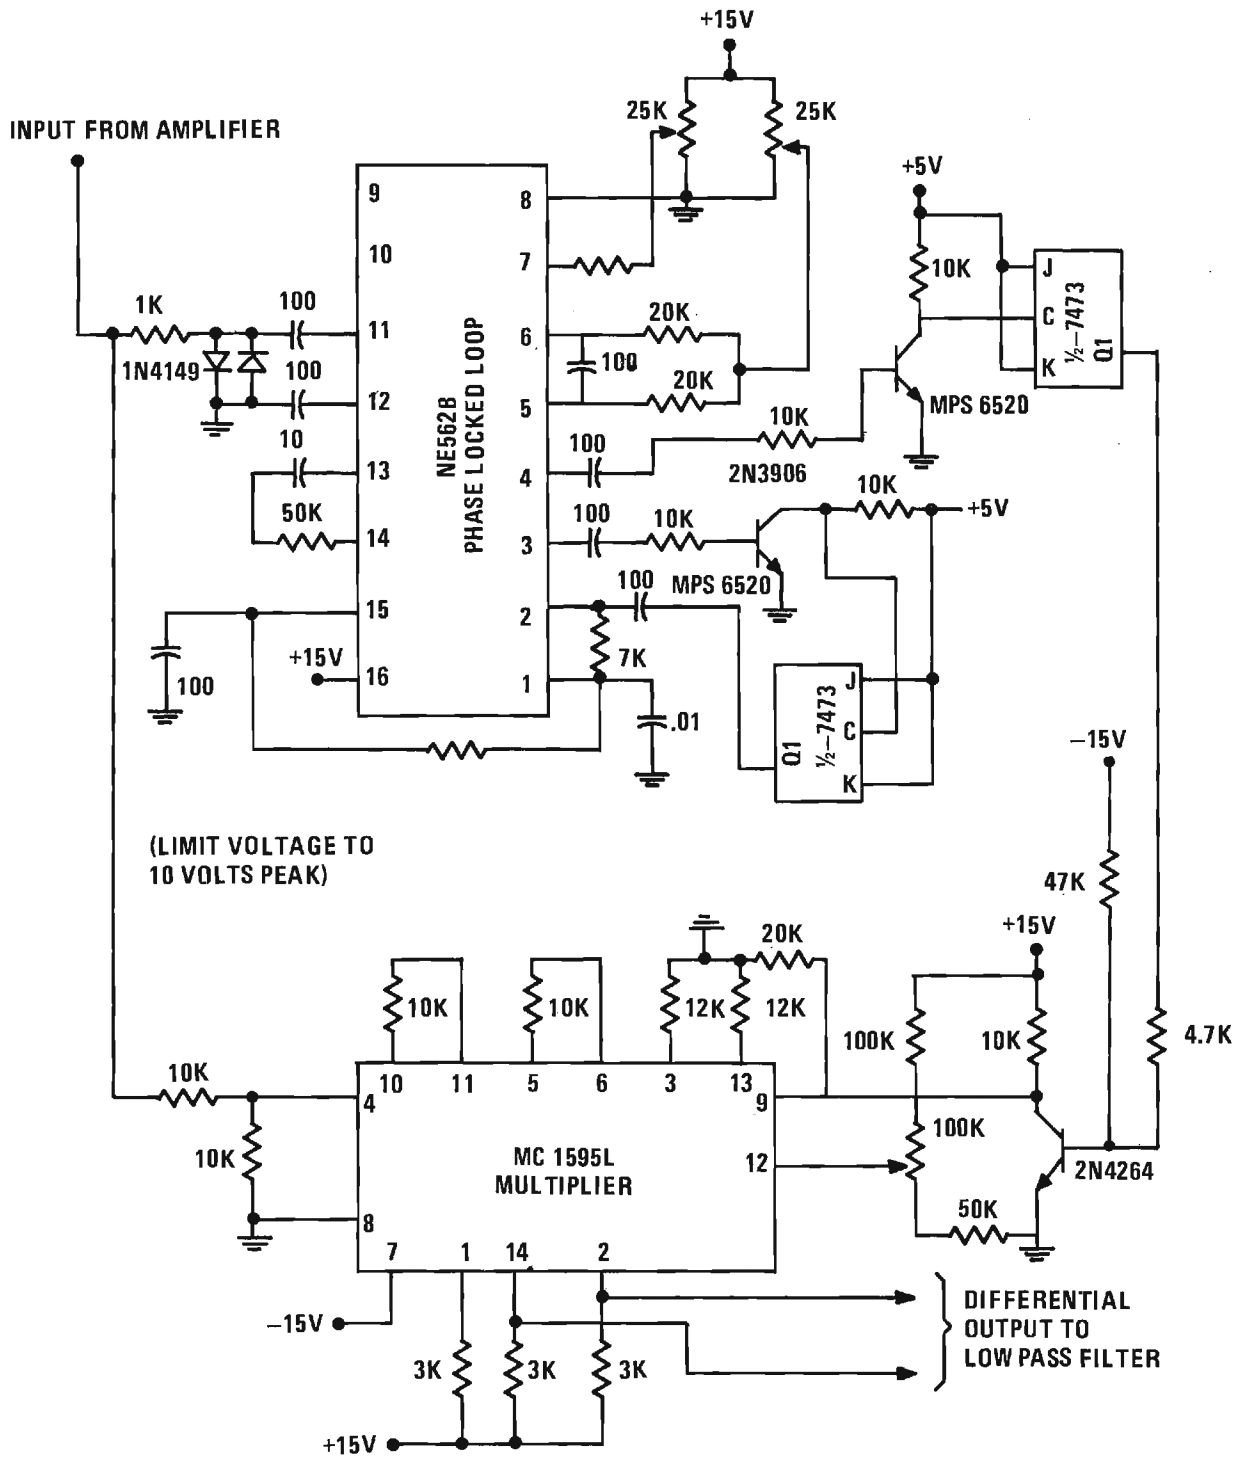 +15V
25K
25K
INPUT FROM AMPLIFIER
+5V
9
8
10
7
10K
J
C
K
½–7473
Q1
1K
100
11
6
20K
1N4149
100
12
100
5
20K
MPS 6520
NE562B
PHASE LOCKED LOOP
10
13
4
100
10K
2N3906
50K
14
3
100
10K
10K
+5V
MPS 6520
15
2
100
7K
100
+15V
16
1
.01
J
C
K
½–7473
Q1
–15V
(LIMIT VOLTAGE TO
10 VOLTS PEAK)
47K
+15V
20K
10K
10K
12K
12K
100K
10K
4.7K
10K
10
11
5
6
3
13
4
9
10K
MC 1595L
MULTIPLIER
12
100K
2N4264
8
50K
7
1
14
2
–15V
DIFFERENTIAL
OUTPUT TO
LOW PASS FILTER
3K
3K
3K
+15V